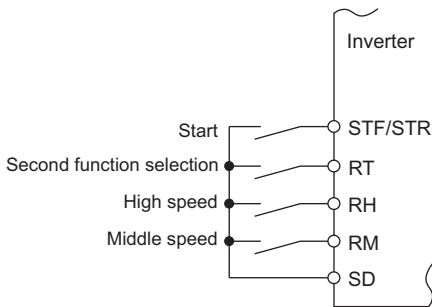 Inverter
Start
STF/STR
Second function selection
RT
High speed
RH
Middle speed
RM
SD